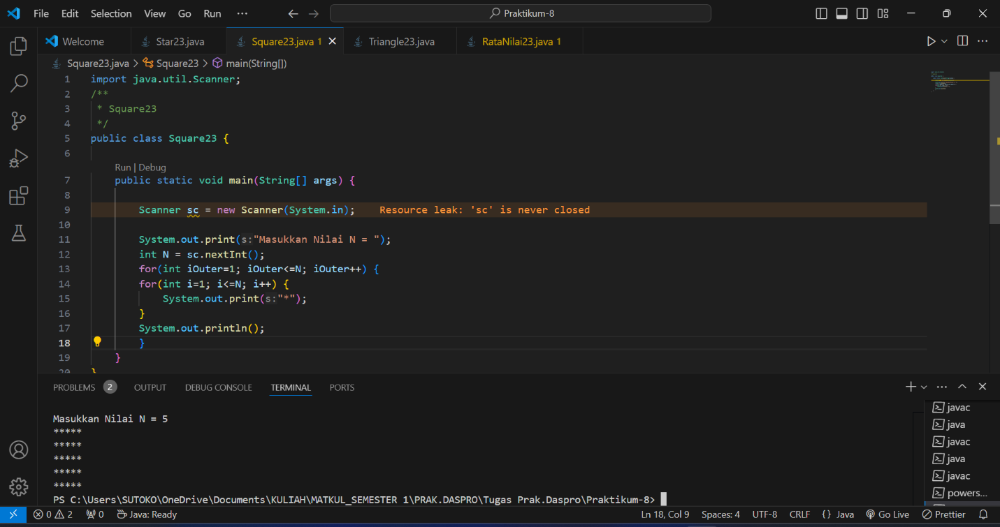 File Edit Selection View Go Run ··· Praktikum-8
Welcome Star23.java Square23.java 1 Triangle23.java RataNilai23.java 1
Square23.java > Square23 > main(String[])
1 import java.util.Scanner;
2 /**
3 * Square23
4 */
5 public class Square23 {
6
Run | Debug
7 public static void main(String[] args) {
8
9 Scanner sc = new Scanner(System.in); Resource leak: 'sc' is never closed
10
11 System.out.print(s:"Masukkan Nilai N = ");
12 int N = sc.nextInt();
13 for(int iOuter=1; iOuter<=N; iOuter++) {
14 for(int i=1; i<=N; i++) {
15 System.out.print(s:"*");
16 }
17 System.out.println();
18 }
19 }
20 }
PROBLEMS 2 OUTPUT DEBUG CONSOLE TERMINAL PORTS
Masukkan Nilai N = 5
*****
*****
*****
*****
*****
PS C:\Users\SUTOKO\OneDrive\Documents\KULIAH\MATKUL_SEMESTER 1\PRAK.DASPRO\Tugas Prak.Daspro\Praktikum-8>
javac
java
javac
java
javac
powers...
0 2 0 Java: Ready Ln 18, Col 9 Spaces: 4 UTF-8 CRLF {} Java Go Live Prettier